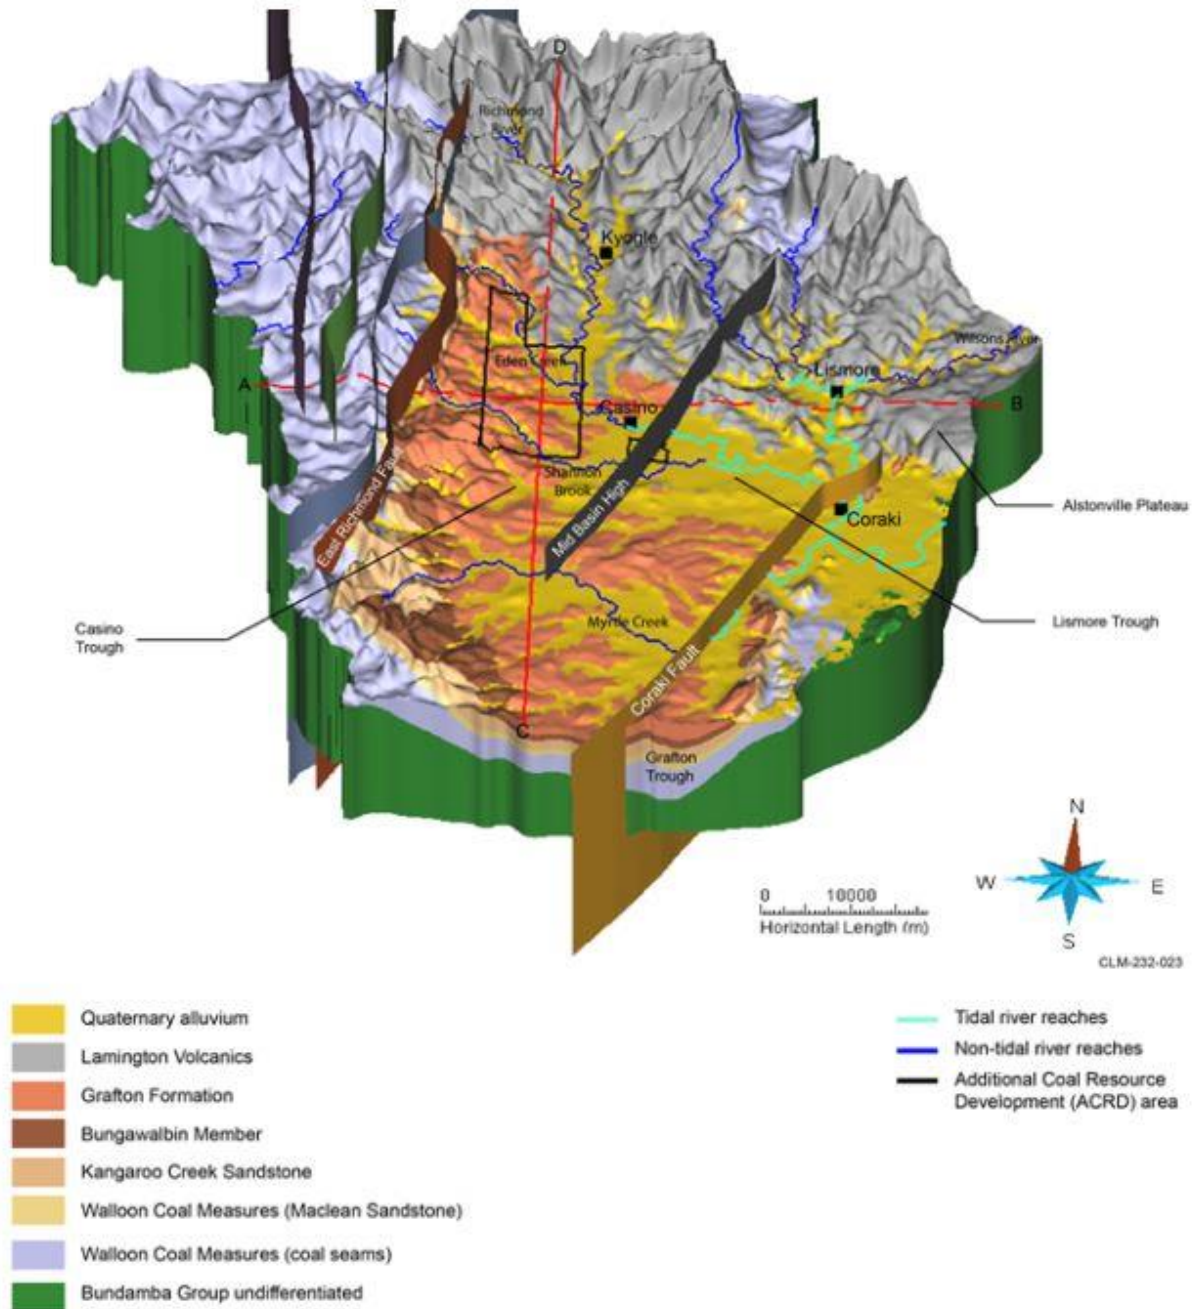 D
Richmond
River
Kyogle
Wilsons River
Eden Creek
Lismore
A
B
Casino
Shannon
Brook
East Richmond Fault
Mid Basin High
Coraki
Alstonville Plateau
Casino
Trough
Myrtle Creek
Lismore Trough
Coraki Fault
C
Grafton
Trough
N
W
E
S
0 10000
Horizontal Length (m)
CLM-232-023
Quaternary alluvium
Lamington Volcanics
Grafton Formation
Bungawalbin Member
Kangaroo Creek Sandstone
Walloon Coal Measures (Maclean Sandstone)
Walloon Coal Measures (coal seams)
Bundamba Group undifferentiated
Tidal river reaches
Non-tidal river reaches
Additional Coal Resource
Development (ACRD) area